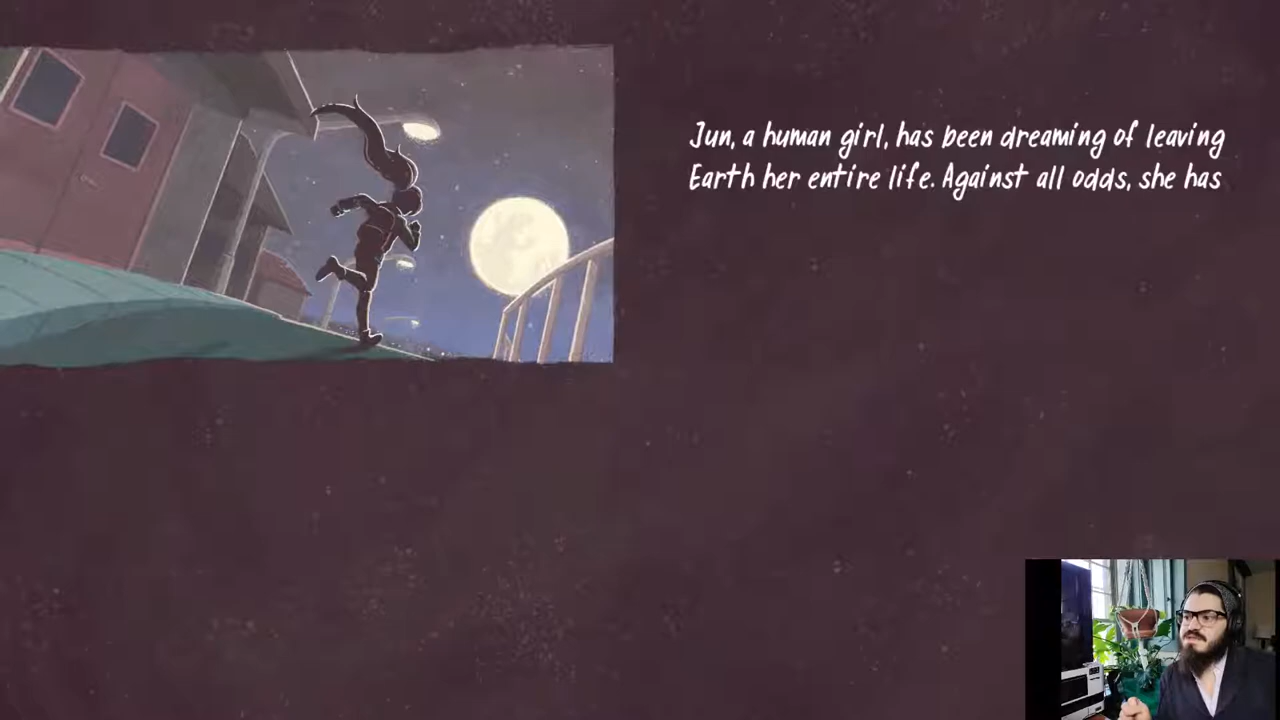 Jun, a human girl, has been dreaming of leaving
Earth her entire life. Against all odds, she has